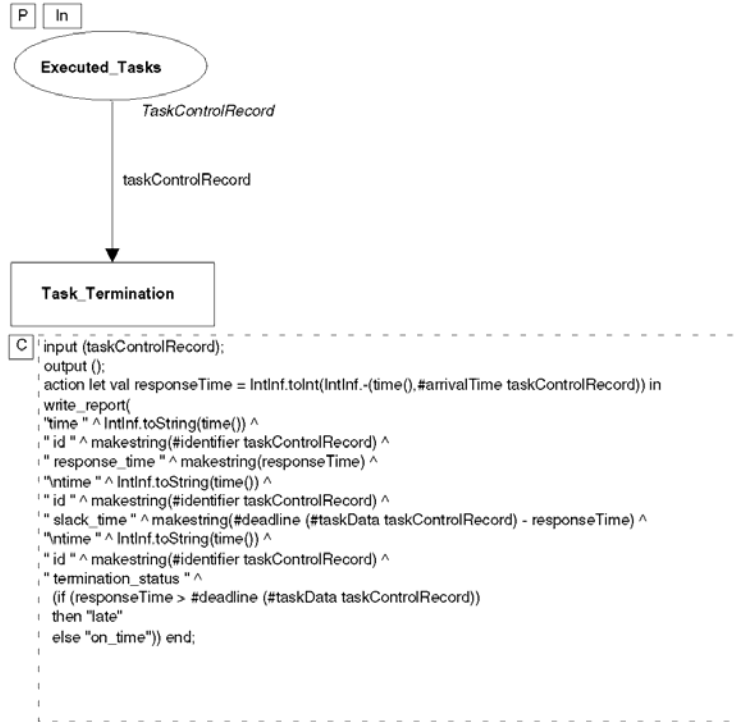 P In
Executed_Tasks
TaskControlRecord
taskControlRecord
Task_Termination
C
input (taskControlRecord);
output ();
action let val responseTime = IntInf.toInt(IntInf.-(time(),#arrivalTime taskControlRecord)) in
write_report(
"time " ^ IntInf.toString(time()) ^
" id " ^ makestring(#identifier taskControlRecord) ^
" response_time " ^ makestring(responseTime) ^
"\ntime " ^ IntInf.toString(time()) ^
" id " ^ makestring(#identifier taskControlRecord) ^
" slack_time " ^ makestring(#deadline (#taskData taskControlRecord) - responseTime) ^
"\ntime " ^ IntInf.toString(time()) ^
" id " ^ makestring(#identifier taskControlRecord) ^
" termination_status " ^
(if (responseTime > #deadline (#taskData taskControlRecord))
then "late"
else "on_time")) end;